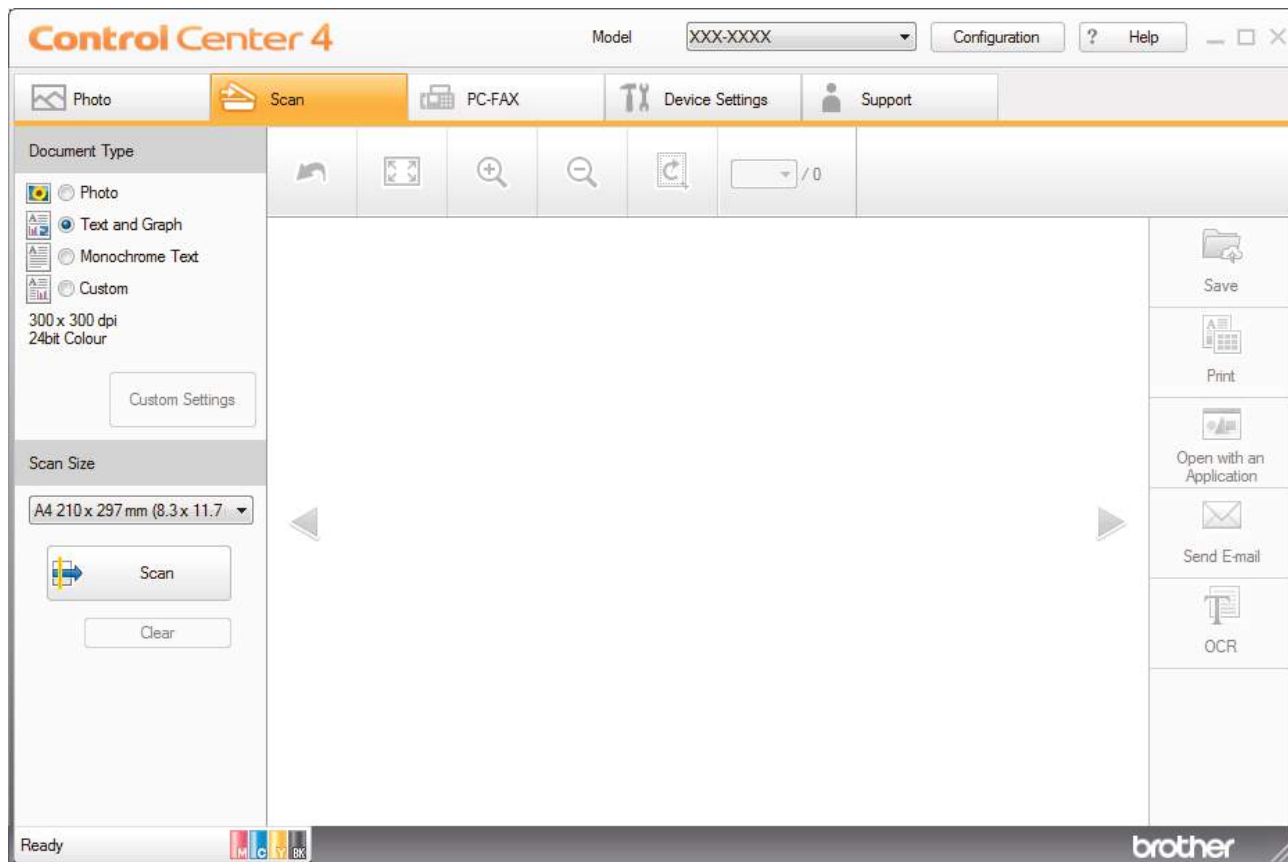 Control Center 4
Model
XXX-XXXX
Configuration
? Help
Photo
Scan
PC-FAX
Device Settings
Support
Document Type
Photo
Text and Graph
Monochrome Text
Custom
300 x 300 dpi
24bit Colour
Custom Settings
Scan Size
A4 210 x 297 mm (8.3 x 11.7
Scan
Clear
/ 0
Save
Print
Open with an
Application
Send E-mail
OCR
Ready
M C Y BK
brother